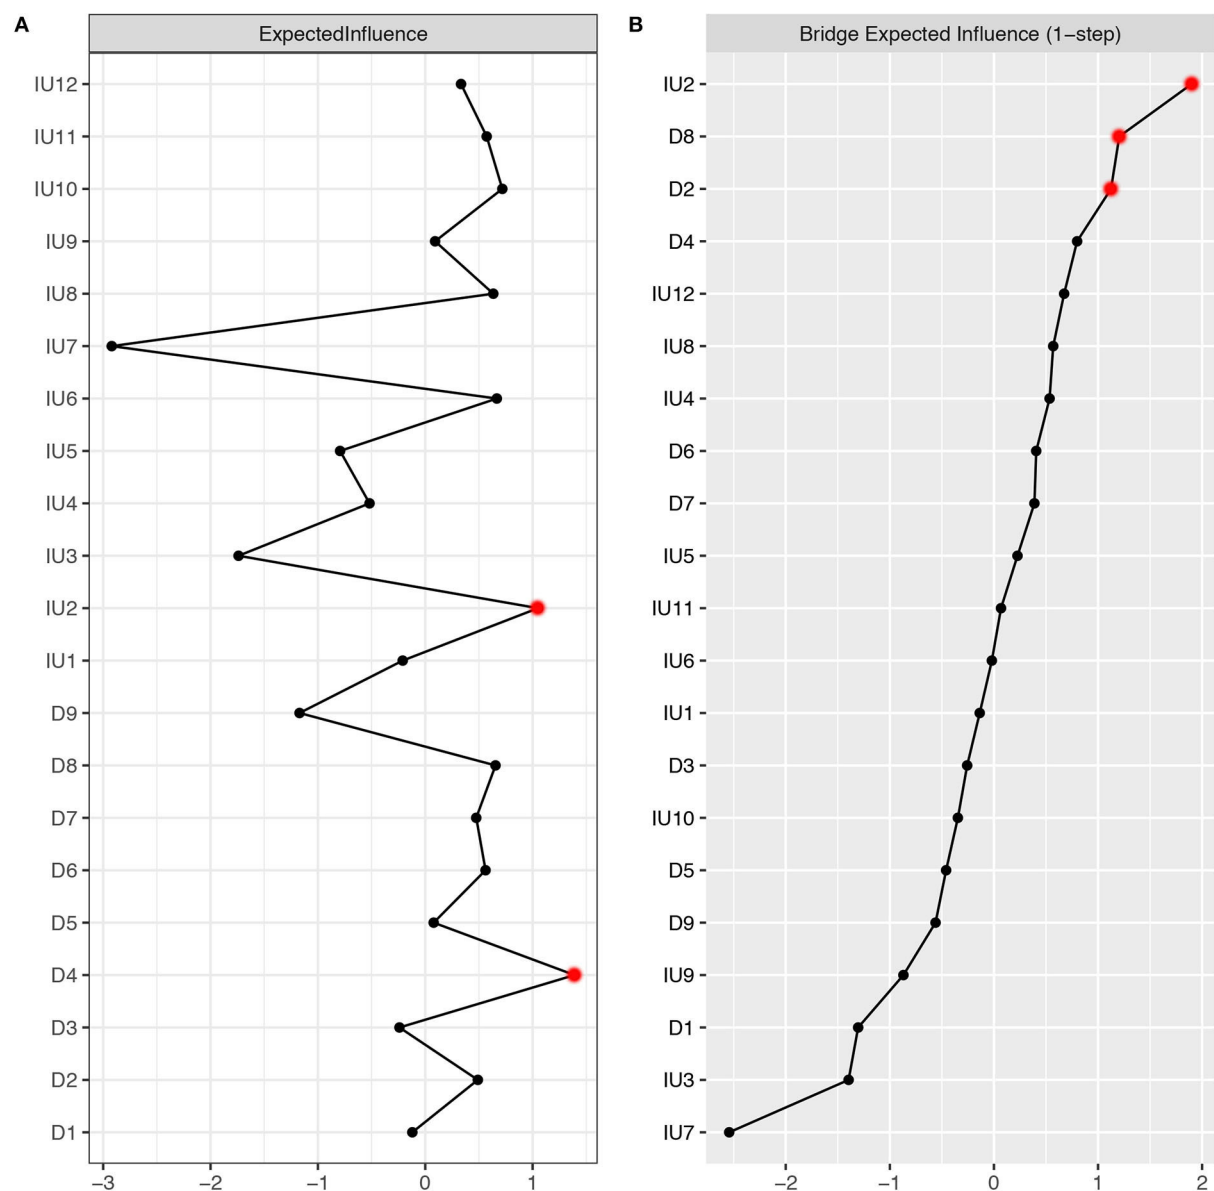 A
ExpectedInfluence
IU12
IU11
IU10
IU9
IU8
IU7
IU6
IU5
IU4
IU3
IU2
IU1
D9
D8
D7
D6
D5
D4
D3
D2
D1
−3 −2 −1 0 1
B
Bridge Expected Influence (1−step)
IU2
D8
D2
D4
IU12
IU8
IU4
D6
D7
IU5
IU11
IU6
IU1
D3
IU10
D5
D9
IU9
D1
IU3
IU7
−2 −1 0 1 2